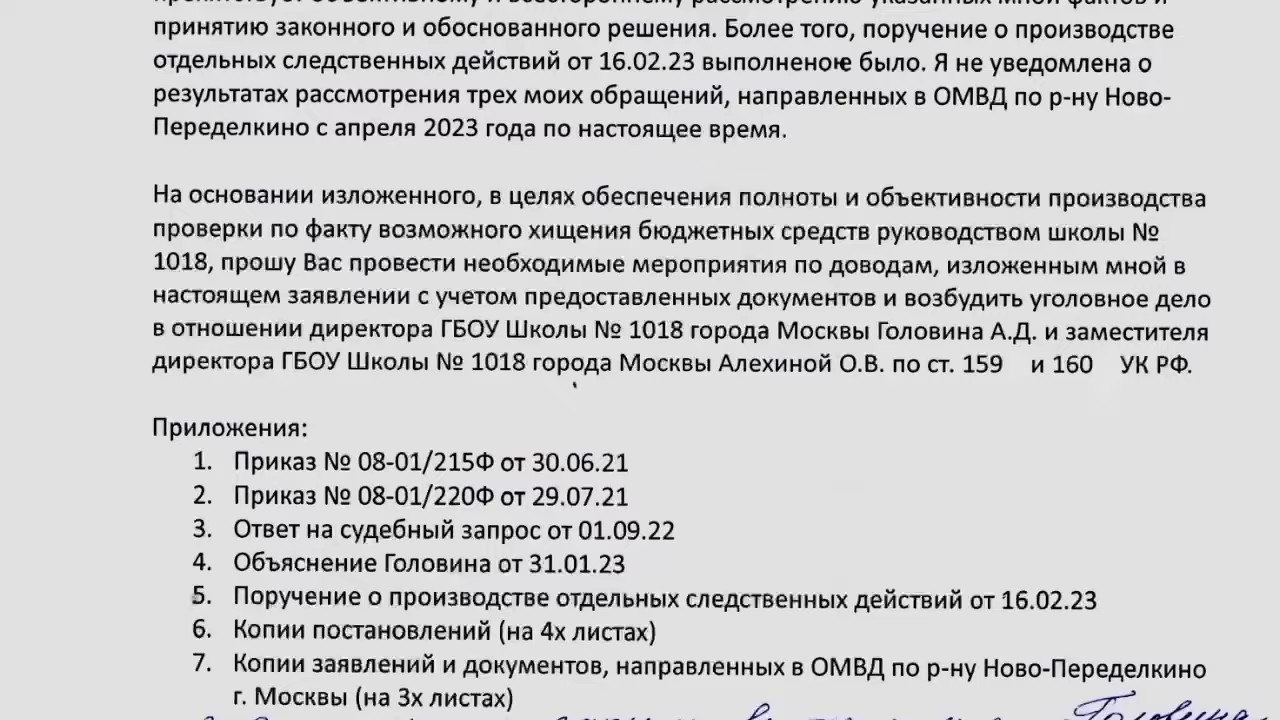 принятию законного и обоснованного решения. Более того, поручение о производстве
отдельных следственных действий от 16.02.23 выполнено не было. Я не уведомлена о
результатах рассмотрения трех моих обращений, направленных в ОМВД по р-ну Ново-
Переделкино с апреля 2023 года по настоящее время.
На основании изложенного, в целях обеспечения полноты и объективности производства
проверки по факту возможного хищения бюджетных средств руководством школы №
1018, прошу Вас провести необходимые мероприятия по доводам, изложенным мной в
настоящем заявлении с учетом предоставленных документов и возбудить уголовное дело
в отношении директора ГБОУ Школы № 1018 города Москвы Головина А.Д. и заместителя
директора ГБОУ Школы № 1018 города Москвы Алехиной О.В. по ст. 159 и 160 УК РФ.
Приложения:
1. Приказ № 08-01/215Ф от 30.06.21
2. Приказ № 08-01/220Ф от 29.07.21
3. Ответ на судебный запрос от 01.09.22
4. Объяснение Головина от 31.01.23
5. Поручение о производстве отдельных следственных действий от 16.02.23
6. Копии постановлений (на 4х листах)
7. Копии заявлений и документов, направленных в ОМВД по р-ну Ново-Переделкино
г. Москвы (на 3х листах)